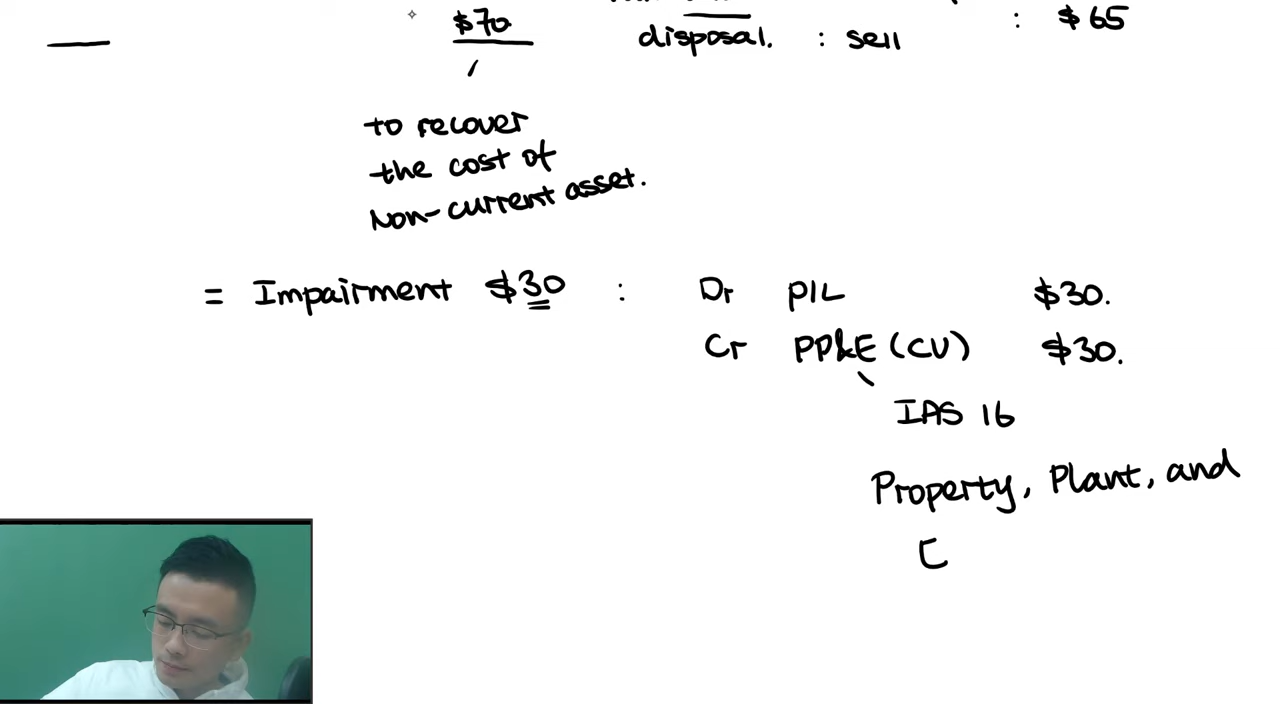 $70
: $65
disposal. : sell
to recover
the cost of
Non-current asset.
= Impairment $30 : Dr P/L $30.
Cr PP&E (CV) $30.
IAS 16
Property, Plant, and
E